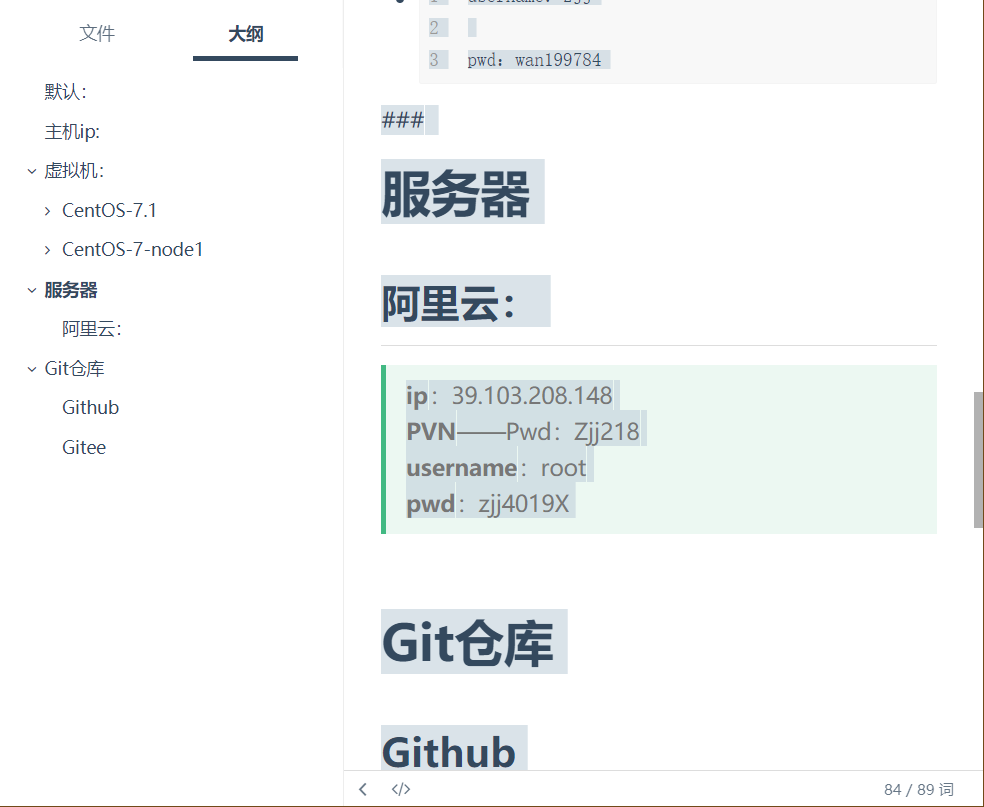 文件
大纲
默认：
主机ip:
虚拟机：
CentOS-7.1
CentOS-7-node1
服务器
阿里云：
Git仓库
Github
Gitee
2
3 pwd：wan199784
###
服务器
阿里云：
ip：39.103.208.148
PVN——Pwd：Zjj218
username：root
pwd：zjj4019X
Git仓库
Github
</>
84 / 89 词